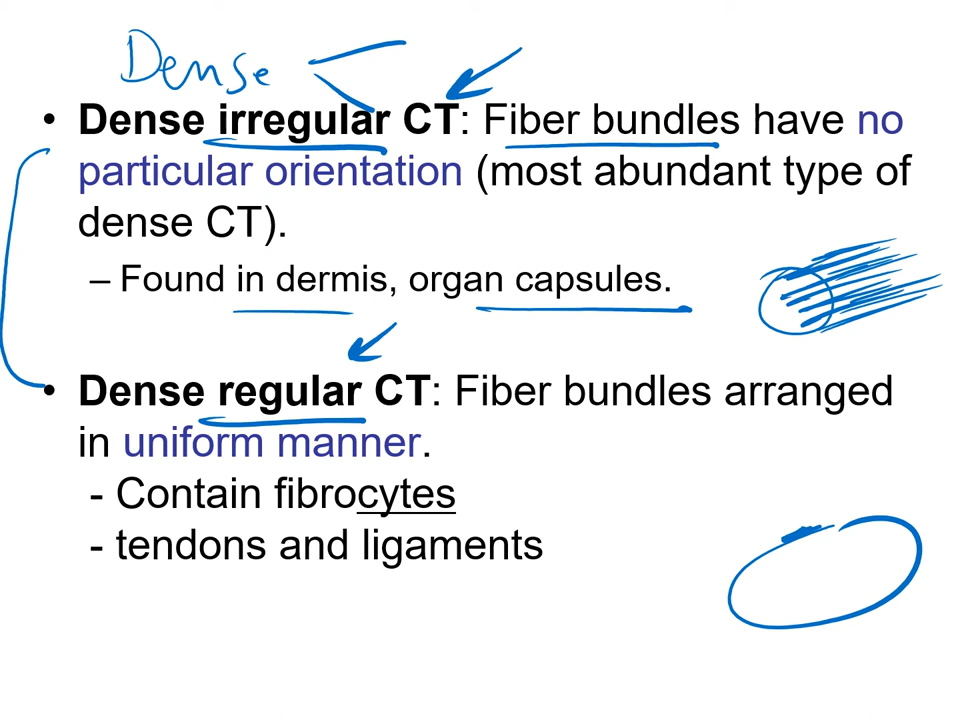 Dense
• Dense irregular CT: Fiber bundles have no
particular orientation (most abundant type of
dense CT).
– Found in dermis, organ capsules.
• Dense regular CT: Fiber bundles arranged
in uniform manner.
- Contain fibrocytes
- tendons and ligaments